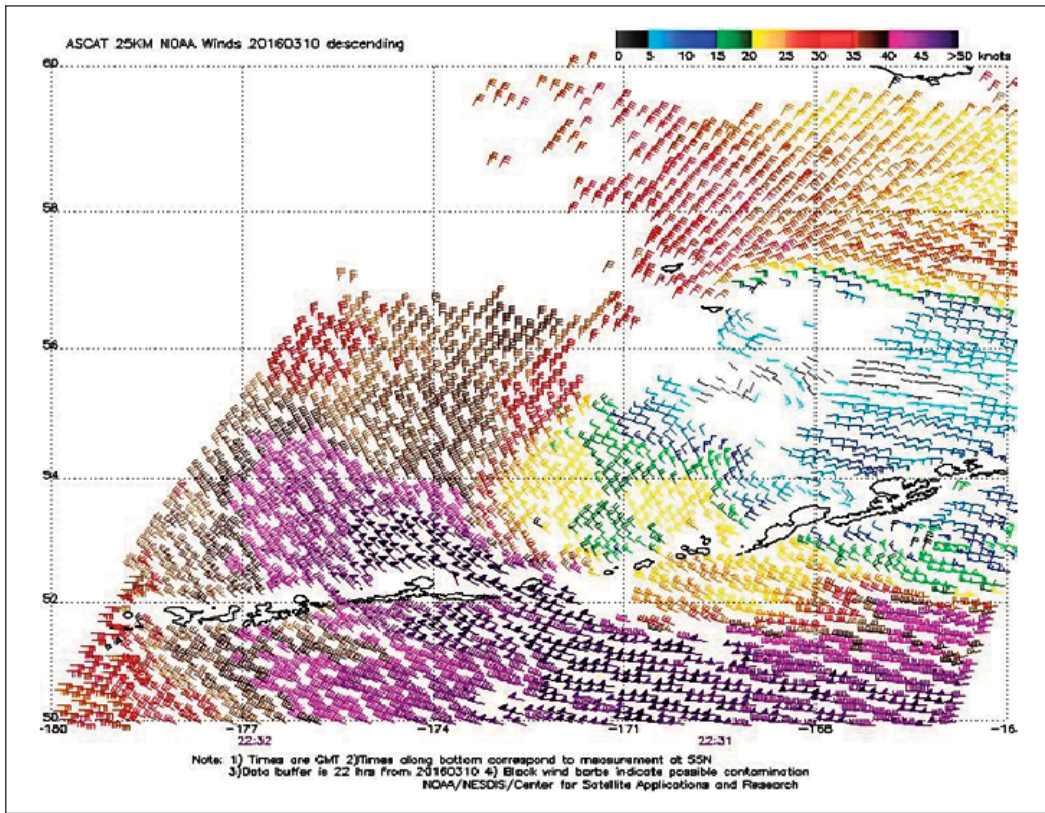 ASCAT 25KM NOAA Winds 20160310 descending
0 5 10 15 20 25 30 35 40 45 >50 knots
60
58
56
54
52
50
-180 -177 -174 -171 -168 -16
22:32 22:31
Note: 1) Times are GMT 2)Times along bottom correspond to measurement at 55N
3)Data buffer is 22 hrs from 20160310 4) Black wind barbs indicate possible contamination
NOAA/NESDIS/Center for Satellite Applications and Research